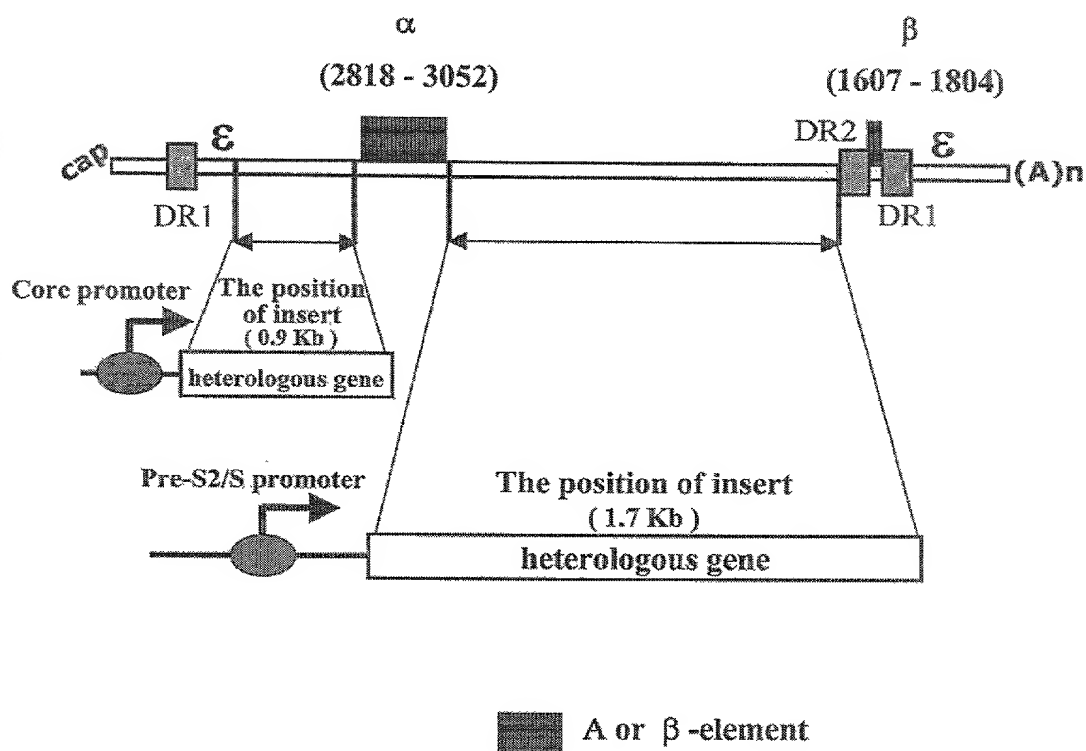 α
(2818 - 3052)
β
(1607 - 1804)
cap
ε
DR2
ε
(A)n
DR1
DR1
Core promoter
The position
of insert
( 0.9 Kb )
heterologous gene
Pre-S2/S promoter
The position of insert
( 1.7 Kb )
heterologous gene
A or β -element